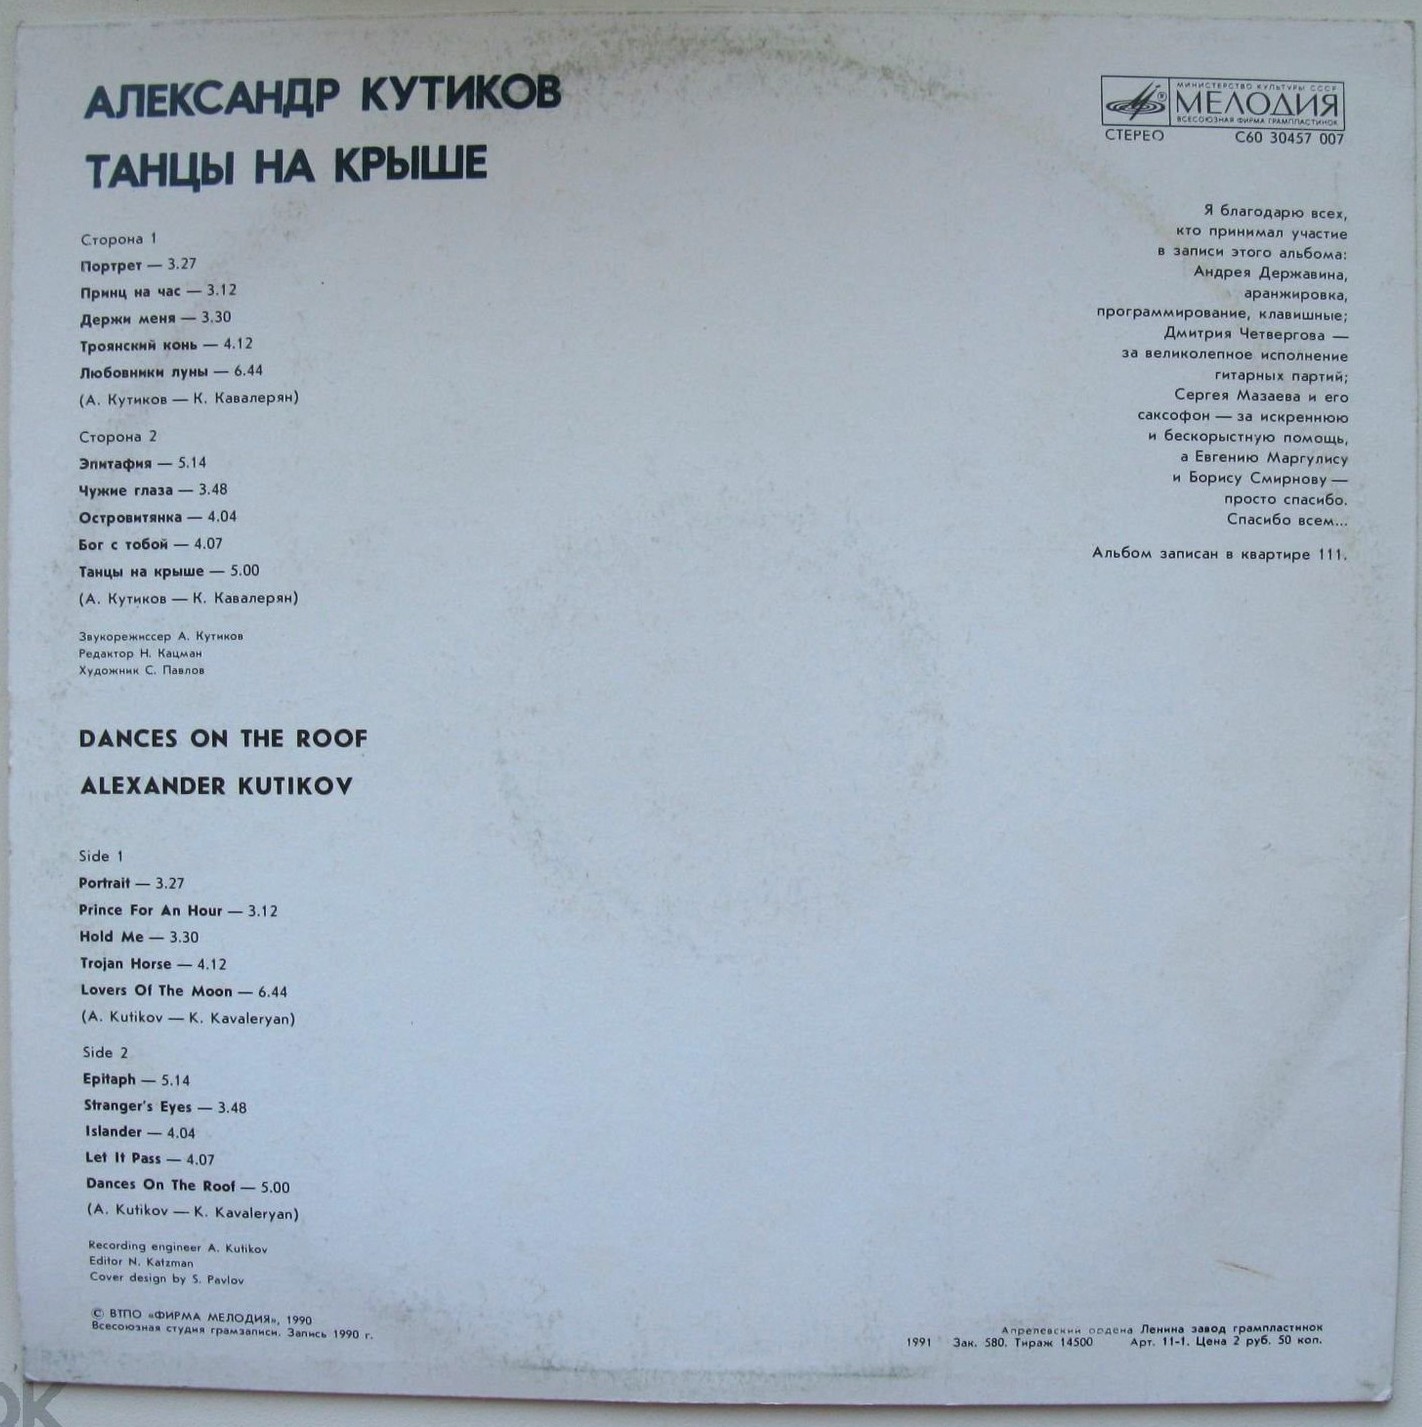 АЛЕКСАНДР КУТИКОВ
ТАНЦЫ НА КРЫШЕ
Сторона 1
Портрет — 3.27
Принц на час — 3.12
Держи меня — 3.30
Троянский конь — 4.12
Любовники луны — 6.44
(А. Кутиков — К. Кавалерян)
Сторона 2
Эпитафия — 5.14
Чужие глаза — 3.48
Островитянка — 4.04
Бог с тобой — 4.07
Танцы на крыше — 5.00
(А. Кутиков — К. Кавалерян)
Звукорежиссер А. Кутиков
Редактор Н. Кацман
Художник С. Павлов
DANCES ON THE ROOF
ALEXANDER KUTIKOV
Side 1
Portrait — 3.27
Prince For An Hour — 3.12
Hold Me — 3.30
Trojan Horse — 4.12
Lovers Of The Moon — 6.44
(A. Kutikov — K. Kavaleryan)
Side 2
Epitaph — 5.14
Stranger's Eyes — 3.48
Islander — 4.04
Let It Pass — 4.07
Dances On The Roof — 5.00
(A. Kutikov — K. Kavaleryan)
Recording engineer A. Kutikov
Editor N. Katzman
Cover design by S. Pavlov
© ВТПО «ФИРМА МЕЛОДИЯ», 1990
Всесоюзная студия грамзаписи. Запись 1990 г.
МИНИСТЕРСТВО КУЛЬТУРЫ СССР
МЕЛОДИЯ
ВСЕСОЮЗНАЯ ФИРМА ГРАМПЛАСТИНОК
СТЕРЕО С60 30457 007
Я благодарю всех,
кто принимал участие
в записи этого альбома:
Андрея Державина,
аранжировка,
программирование, клавишные;
Дмитрия Четвергова —
за великолепное исполнение
гитарных партий;
Сергея Мазаева и его
саксофон — за искреннюю
и бескорыстную помощь,
а Евгению Маргулису
и Борису Смирнову —
просто спасибо.
Спасибо всем...
Альбом записан в квартире 111.
Апрелевский ордена Ленина завод грампластинок
1991 Зак. 580. Тираж 14500 Арт. 11-1. Цена 2 руб. 50 коп.
OK